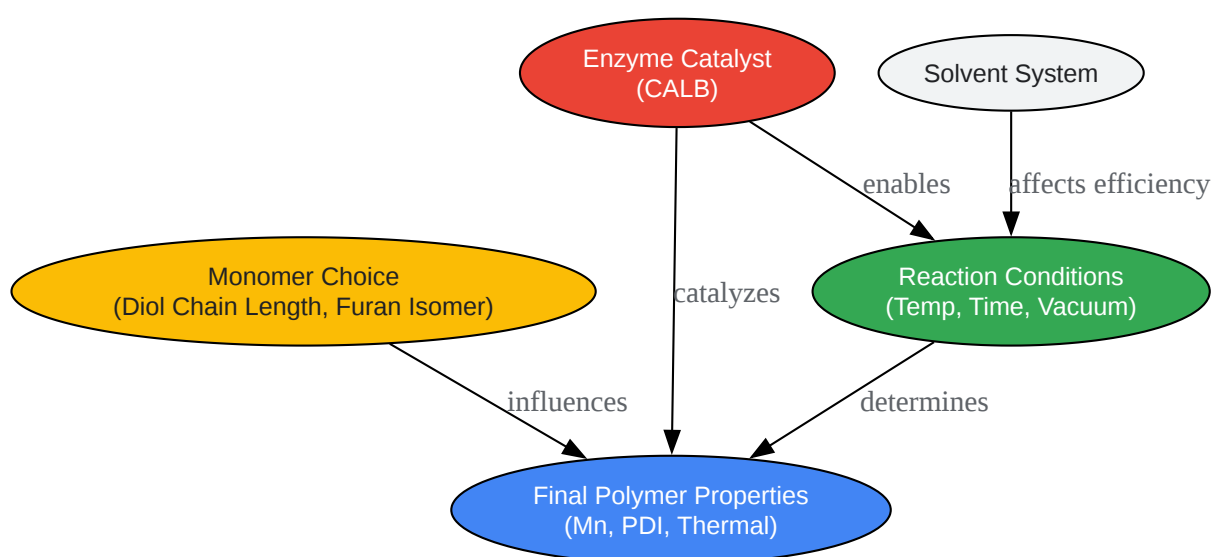 Enzyme Catalyst
(CALB)
Solvent System
enables
affects efficiency
Monomer Choice
(Diol Chain Length, Furan Isomer)
catalyzes
Reaction Conditions
(Temp, Time, Vacuum)
influences
determines
Final Polymer Properties
(Mn, PDI, Thermal)